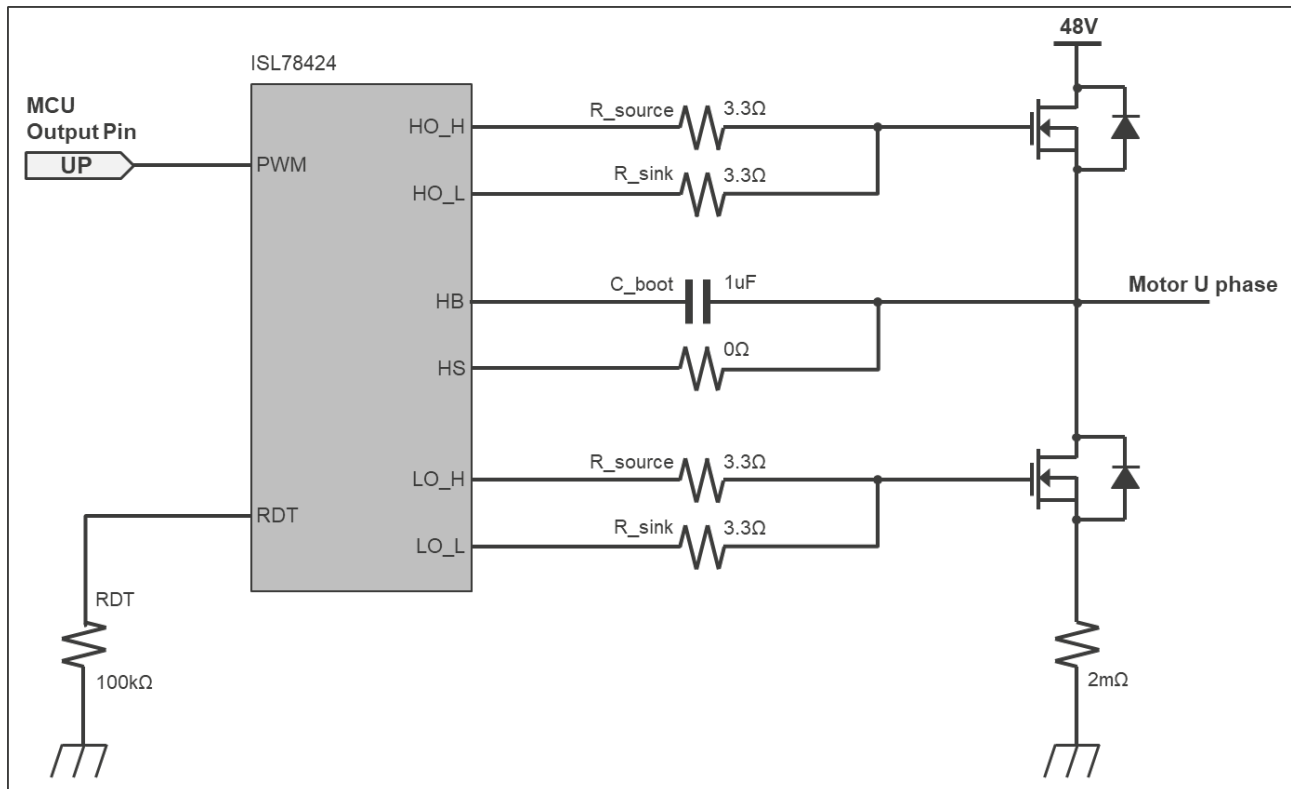 48V
ISL78424
MCU
Output Pin
UP
PWM
HO_H
R_source 3.3Ω
HO_L
R_sink 3.3Ω
HB
C_boot 1uF
Motor U phase
HS
0Ω
LO_H
R_source 3.3Ω
RDT
LO_L
R_sink 3.3Ω
RDT
100kΩ
2mΩ